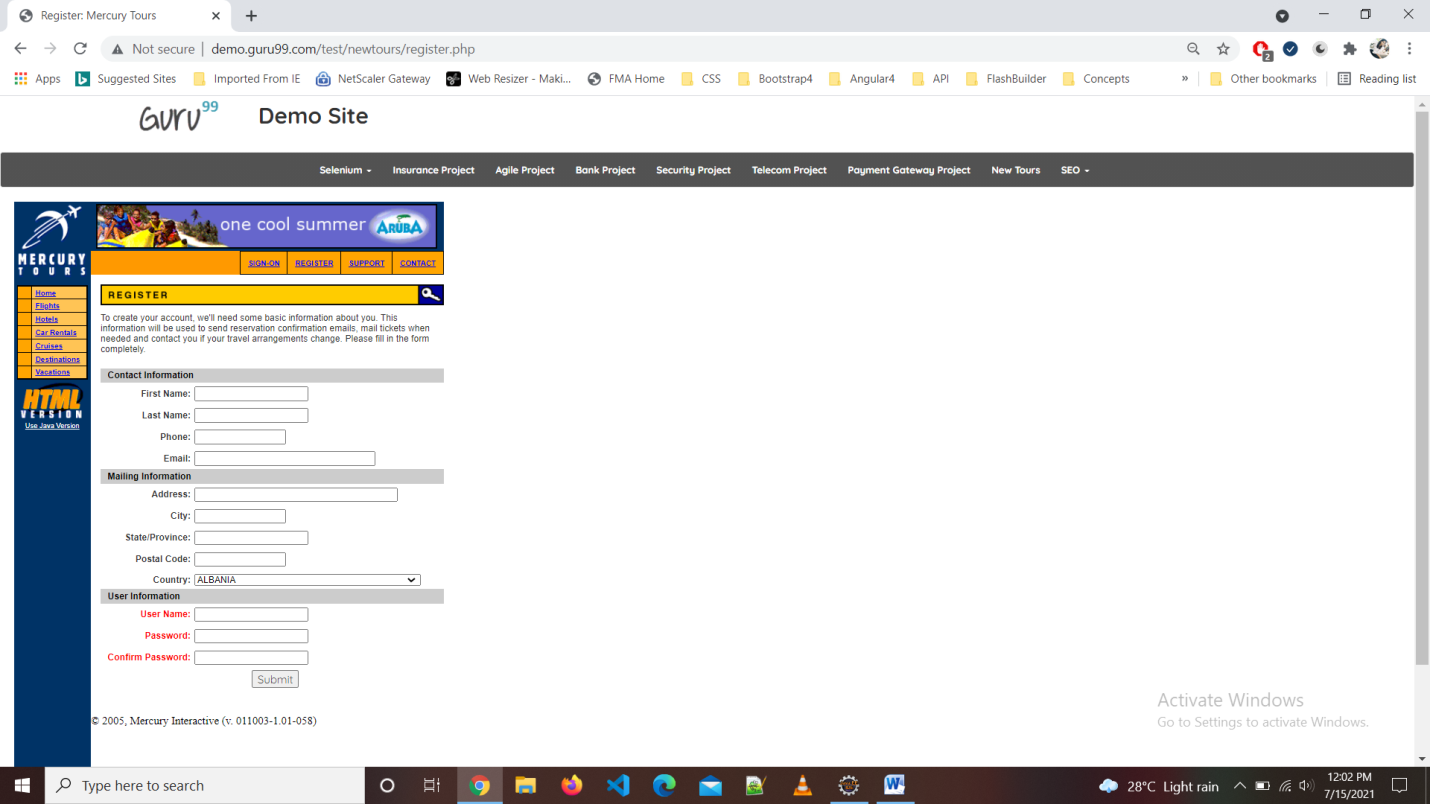 Register: Mercury Tours
Not secure | demo.guru99.com/test/newtours/register.php
2
Apps
Suggested Sites
Imported From IE
NetScaler Gateway
Web Resizer - Maki...
FMA Home
CSS
Bootstrap4
Angular4
API
FlashBuilder
Concepts
»
Other bookmarks
Reading list
Guru99
Demo Site
Selenium
Insurance Project
Agile Project
Bank Project
Security Project
Telecom Project
Payment Gateway Project
New Tours
SEO
MERCURY
TOURS
one cool summer ARUBA
SIGN-ON
REGISTER
SUPPORT
CONTACT
Home
Flights
Hotels
Car Rentals
Cruises
Destinations
Vacations
HTML
VERSION
Use Java Version
REGISTER
To create your account, we'll need some basic information about you. This
information will be used to send reservation confirmation emails, mail tickets when
needed and contact you if your travel arrangements change. Please fill in the form
completely.
Contact Information
First Name:
Last Name:
Phone:
Email:
Mailing Information
Address:
City:
State/Province:
Postal Code:
Country: ALBANIA
User Information
User Name:
Password:
Confirm Password:
Submit
© 2005, Mercury Interactive (v. 011003-1.01-058)
Activate Windows
Go to Settings to activate Windows.
Type here to search
28°C Light rain
12:02 PM
7/15/2021